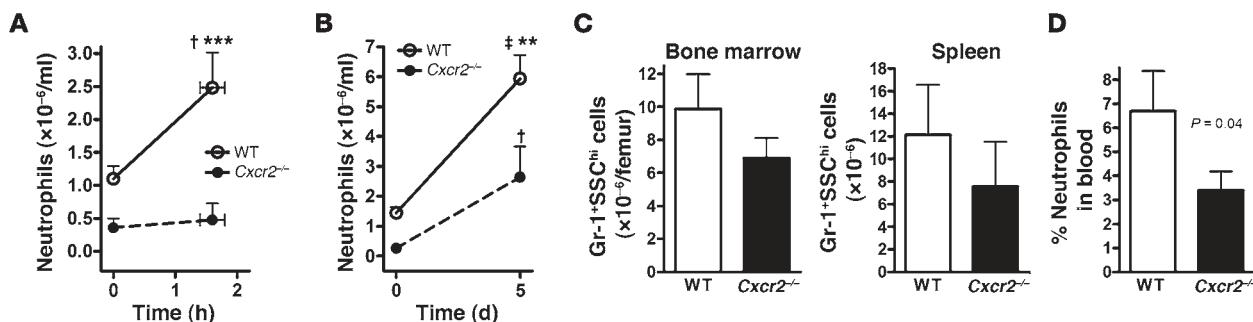 A
Neutrophils (×10⁻⁶/ml)
3.0
2.5
2.0
1.5
1.0
0.5
0.0
† ***
WT
Cxcr2⁻/⁻
0
1
2
Time (h)
B
Neutrophils (×10⁻⁶/ml)
7
6
5
4
3
2
1
0
‡ **
WT
Cxcr2⁻/⁻
†
0
5
Time (d)
C
Bone marrow
Gr-1⁺SSCʰⁱ cells
(×10⁻⁶/femur)
14
12
10
8
6
4
2
0
WT
Cxcr2⁻/⁻
Spleen
Gr-1⁺SSCʰⁱ cells
(×10⁻⁶)
18
16
14
12
10
8
6
4
2
0
WT
Cxcr2⁻/⁻
D
% Neutrophils
in blood
9
8
7
6
5
4
3
2
1
0
P = 0.04
WT
Cxcr2⁻/⁻